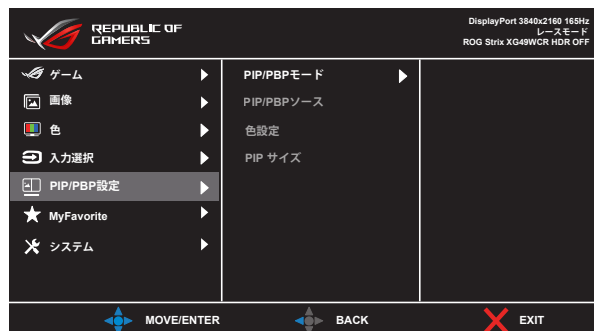 REPUBLIC OF
GAMERS
DisplayPort 3840x2160 165Hz
レースモード
ROG Strix XG49WCR HDR OFF
ゲーム
画像
色
入力選択
PIP/PBP設定
MyFavorite
システム
PIP/PBPモード
PIP/PBPソース
色設定
PIP サイズ
MOVE/ENTER
BACK
EXIT